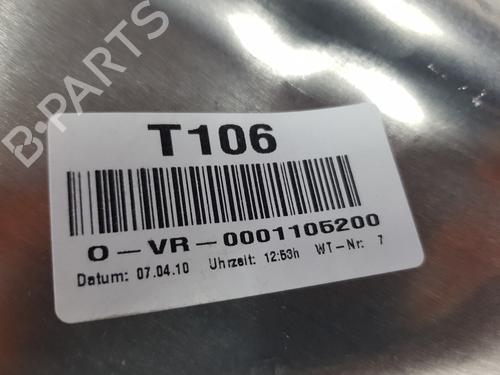 B-PARTS
T106
O-VR-0001105200
Datum: 07.04.10 Uhrzeit: 12:53h WT-Nr: 7